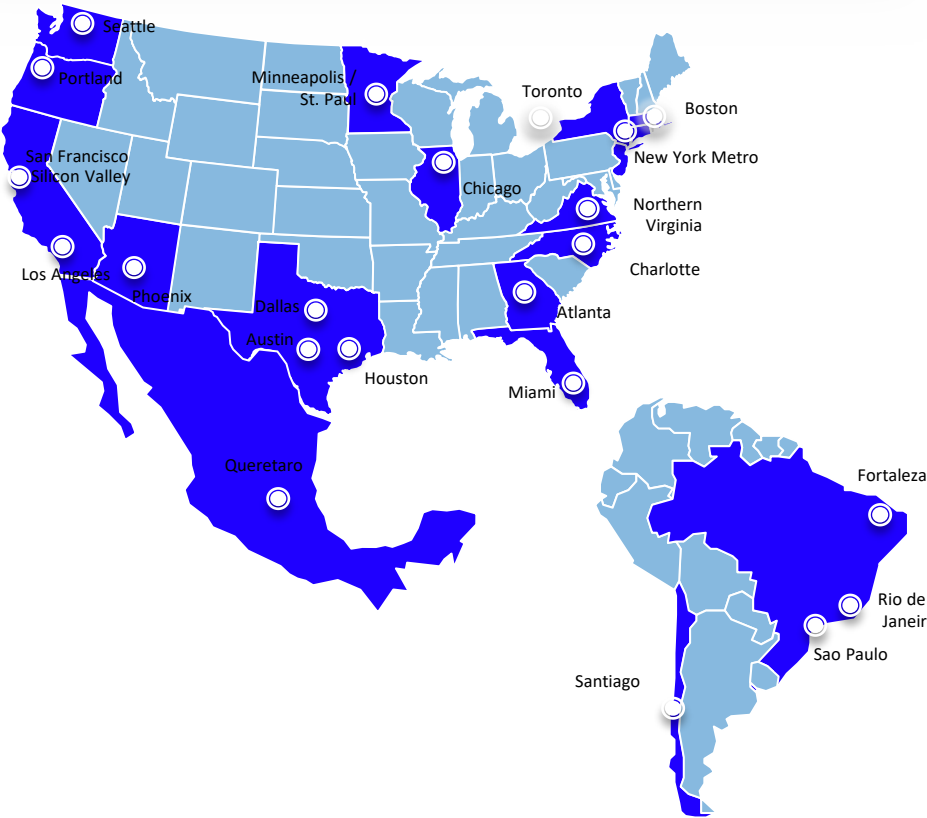 Seattle
Portland
Minneapolis /
St. Paul
Toronto
Boston
New York Metro
San Francisco
Silicon Valley
Chicago
Northern
Virginia
Charlotte
Los Angeles
Phoenix
Dallas
Atlanta
Austin
Houston
Miami
Queretaro
Fortaleza
Rio de
Janeir
Sao Paulo
Santiago